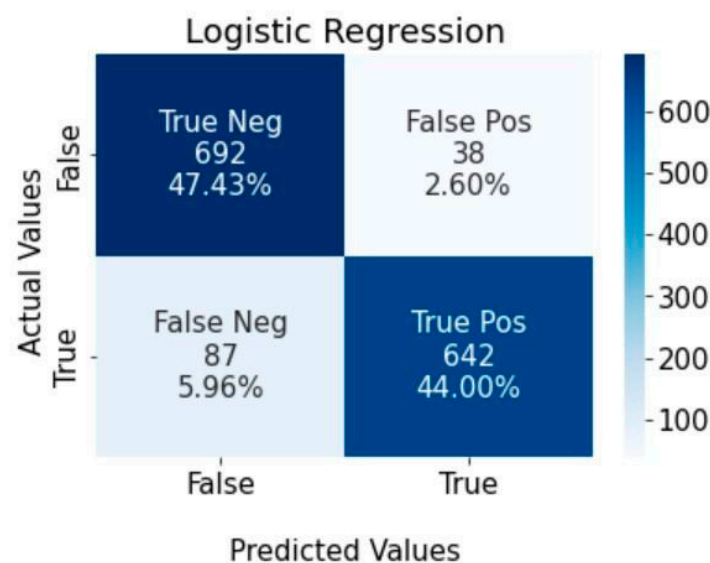 Logistic Regression
True Neg
692
47.43%
False Pos
38
2.60%
False Neg
87
5.96%
True Pos
642
44.00%
False
True
Actual Values
False
True
Predicted Values
600
500
400
300
200
100